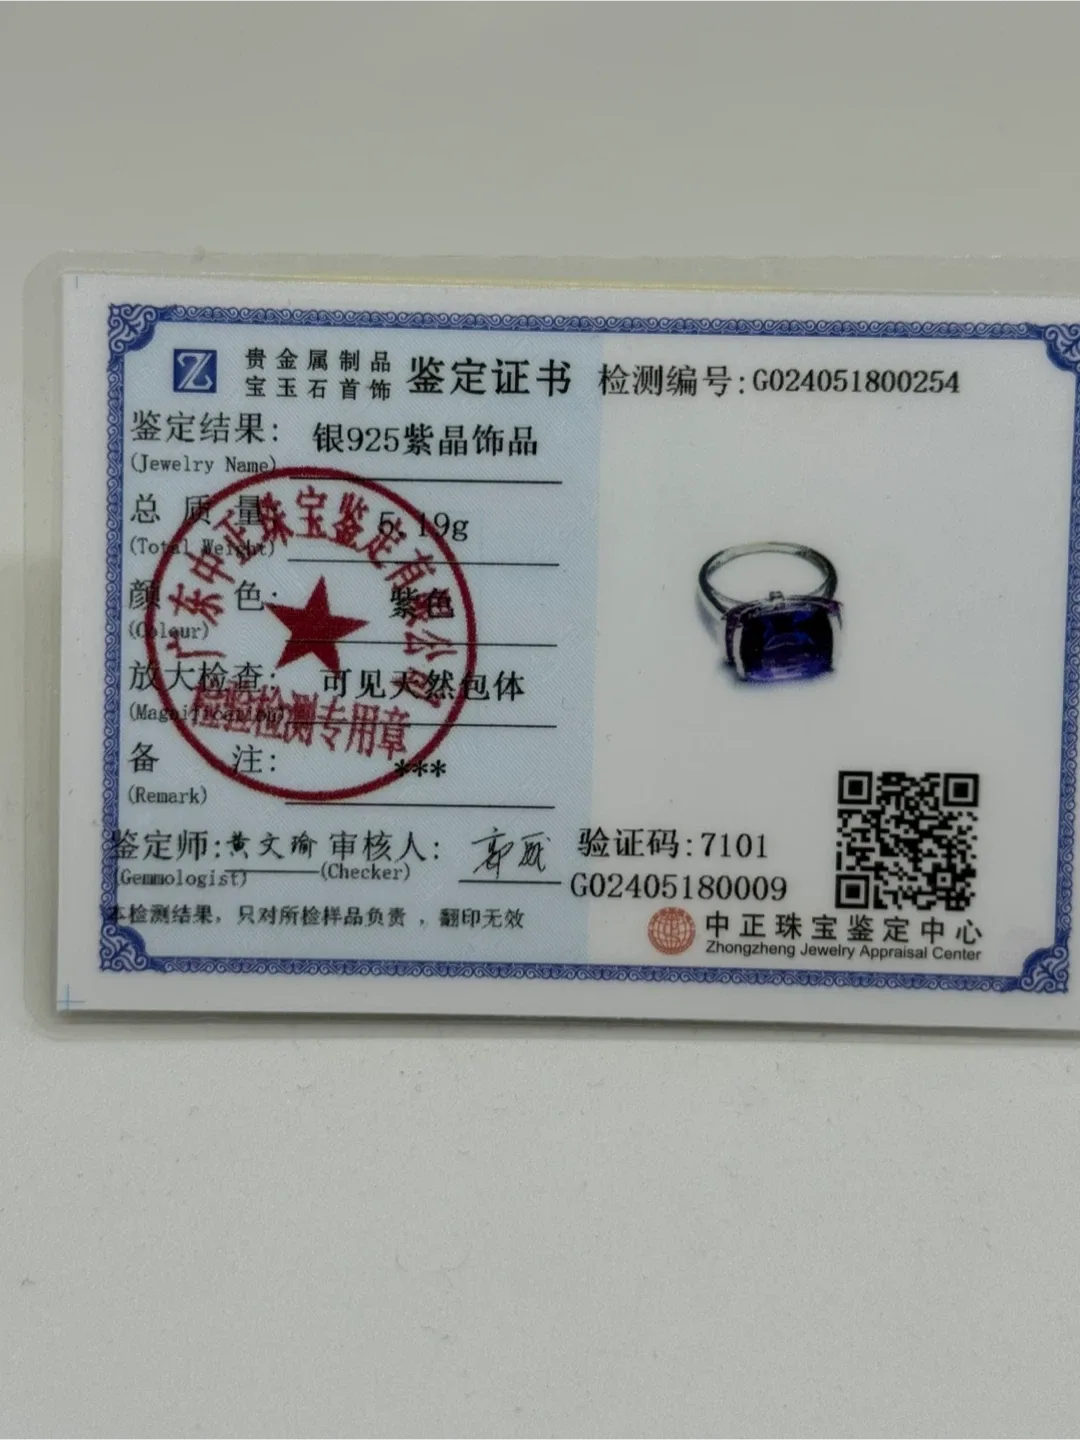 Z
贵金属制品
宝玉石首饰
鉴定证书
检测编号:G024051800254
鉴定结果: 银925紫晶饰品
(Jewelry Name)
总质量 5.19g
(Total Weight)
颜色: 紫色
(Colour)
放大检查: 可见天然包体
(Magnification)
备注: ***
(Remark)
广东中正珠宝鉴定有限公司
检验检测专用章
鉴定师:黄文瑜 审核人:
(Gemmologist) (Checker)
验证码:7101
G02405180009
本检测结果，只对所检样品负责，翻印无效
中正珠宝鉴定中心
Zhongzheng Jewelry Appraisal Center